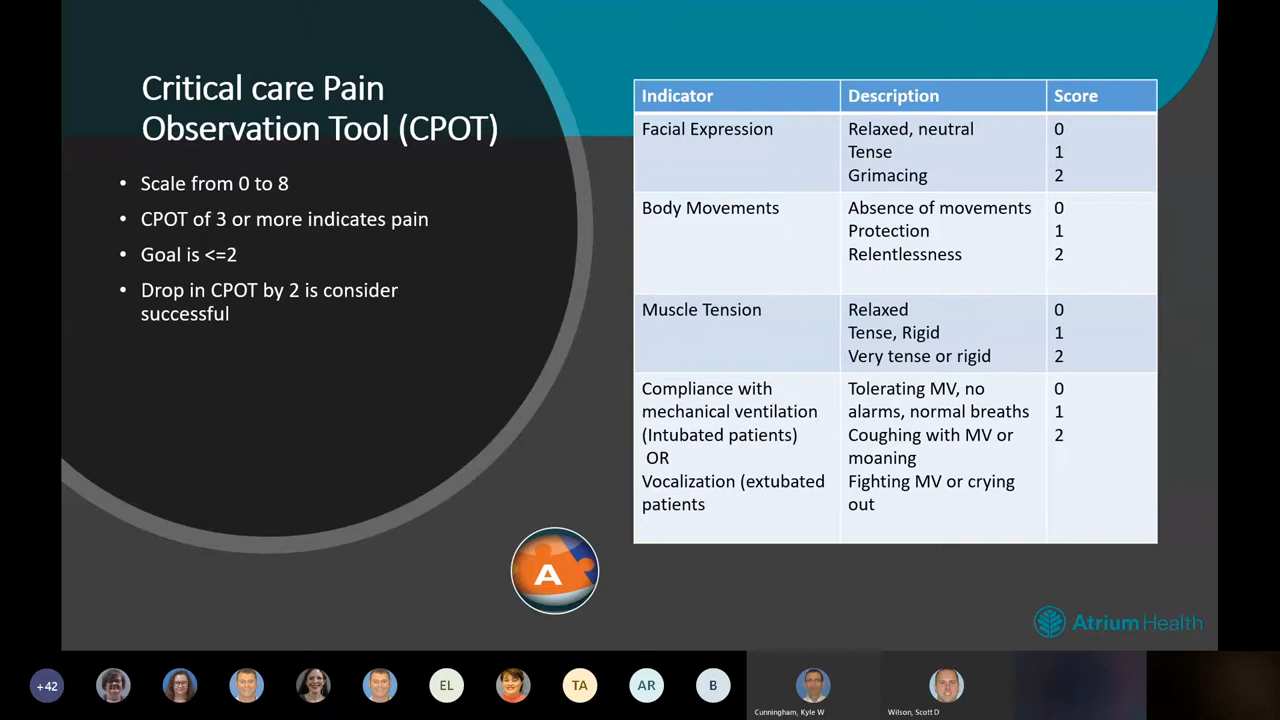 Critical care Pain
Observation Tool (CPOT)
• Scale from 0 to 8
• CPOT of 3 or more indicates pain
• Goal is <=2
• Drop in CPOT by 2 is consider
successful
Indicator Description Score
Facial Expression Relaxed, neutral 0
Tense 1
Grimacing 2
Body Movements Absence of movements 0
Protection 1
Relentlessness 2
Muscle Tension Relaxed 0
Tense, Rigid 1
Very tense or rigid 2
Compliance with Tolerating MV, no 0
mechanical ventilation alarms, normal breaths 1
(Intubated patients) Coughing with MV or 2
OR moaning
Vocalization (extubated Fighting MV or crying
patients out
A
Atrium Health
+42
EL
TA
AR
B
Cunningham, Kyle W
Wilson, Scott D